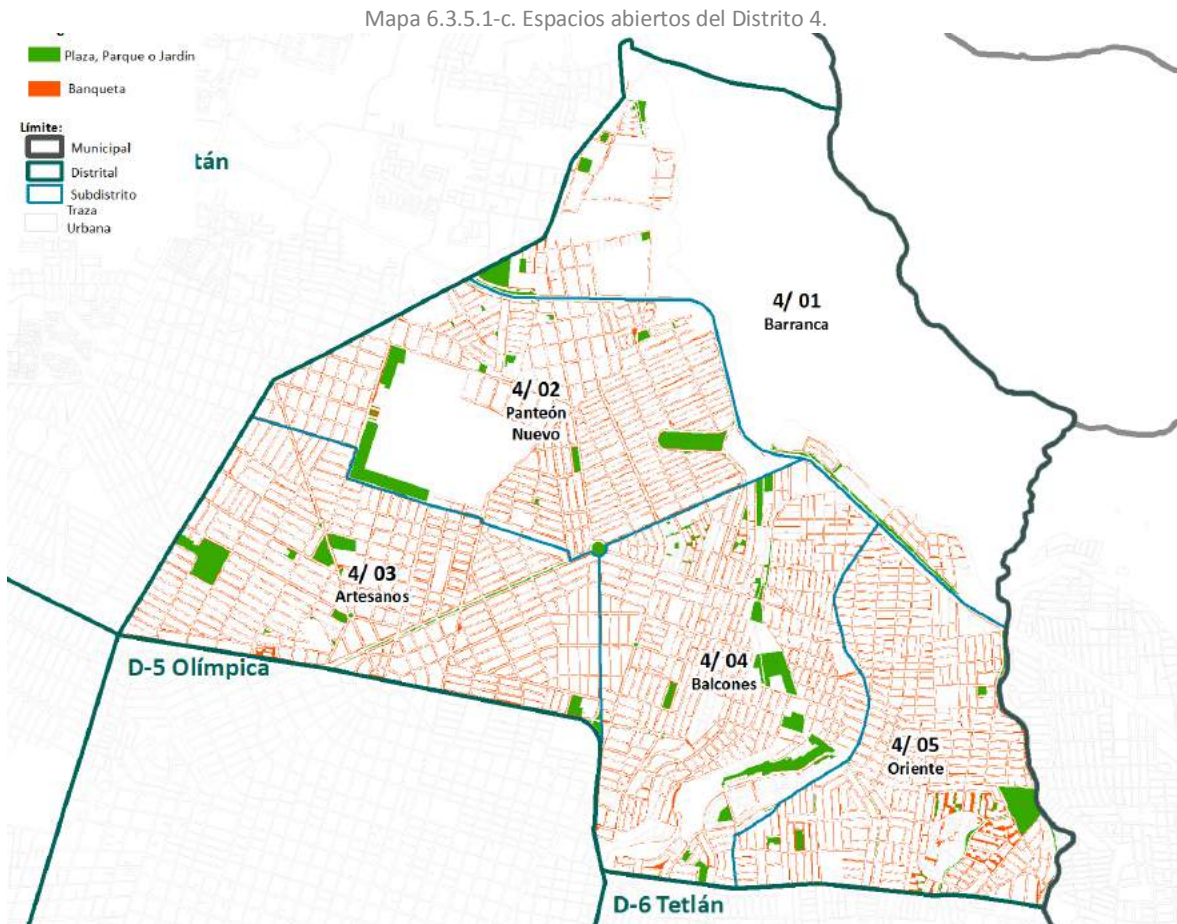 Mapa 6.3.5.1-c. Espacios abiertos del Distrito 4.
Plaza, Parque o Jardín
Banqueta
Límite:
Municipal
Distrital
Subdistrito
Traza
Urbana
tán
4/ 01
Barranca
4/ 02
Panteón
Nuevo
4/ 03
Artesanos
D-5 Olímpica
4/ 04
Balcones
4/ 05
Oriente
D-6 Tetlán